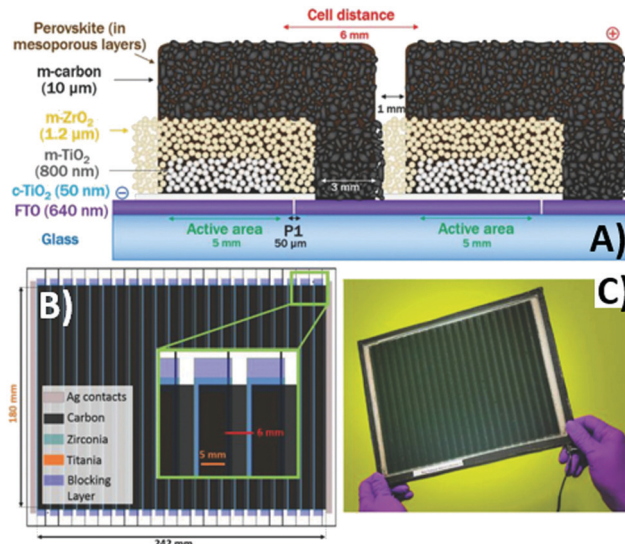 Cell distance
6 mm
Perovskite (in
mesoporous layers)
m-carbon
(10 µm)
1 mm
m-ZrO₂
(1.2 µm)
m-TiO₂
(800 nm)
3 mm
c-TiO₂ (50 nm)
FTO (640 nm)
Active area
5 mm
P1
50 µm
Active area
5 mm
Glass
A)
B)
C)
180 mm
Ag contacts
Carbon
Zirconia
Titania
Blocking
Layer
6 mm
5 mm
242 mm